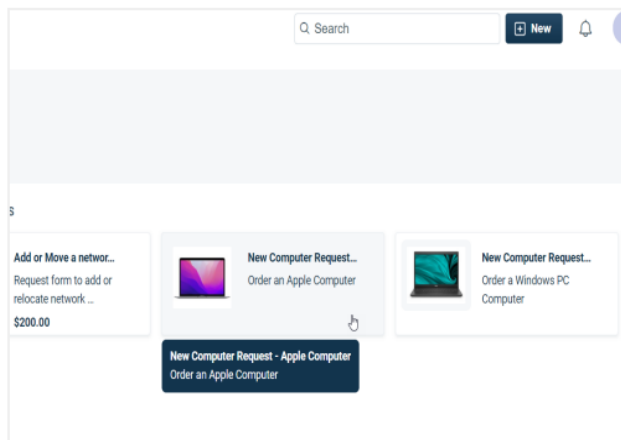 Search
New
s
Add or Move a networ...
Request form to add or
relocate network ...
$200.00
New Computer Request...
Order an Apple Computer
New Computer Request...
Order a Windows PC
Computer
New Computer Request - Apple Computer
Order an Apple Computer